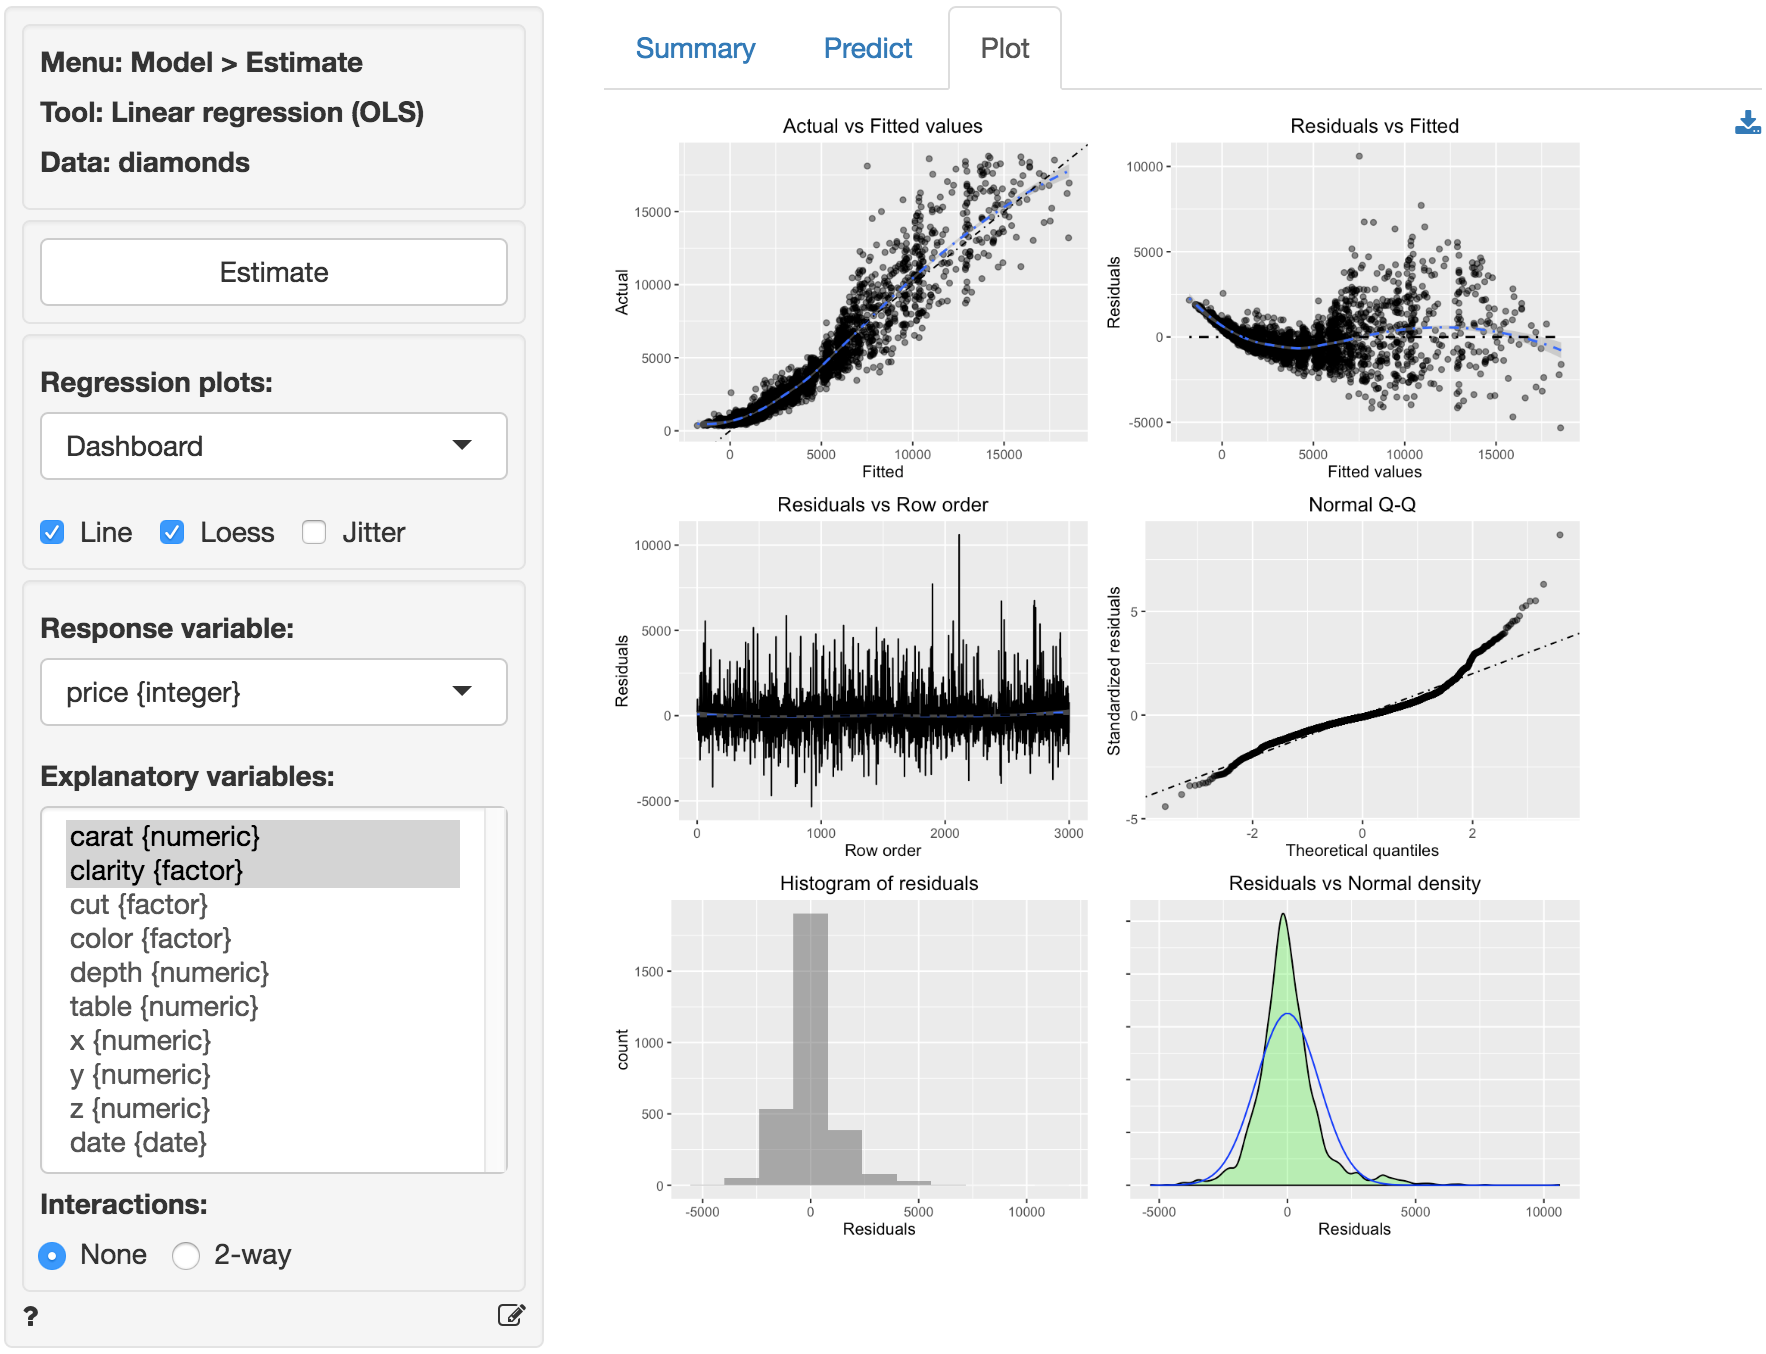 Menu: Model > Estimate
Tool: Linear regression (OLS)
Data: diamonds
Estimate
Regression plots:
Dashboard
Line Loess Jitter
Response variable:
price {integer}
Explanatory variables:
carat {numeric}
clarity {factor}
cut {factor}
color {factor}
depth {numeric}
table {numeric}
x {numeric}
y {numeric}
z {numeric}
date {date}
Interactions:
None 2-way
?
Summary Predict Plot
Actual vs Fitted values
Actual
15000
10000
5000
0
0 5000 10000 15000
Fitted
Residuals vs Fitted
Residuals
10000
5000
0
-5000
0 5000 10000 15000
Fitted values
Residuals vs Row order
Residuals
10000
5000
0
-5000
0 1000 2000 3000
Row order
Normal Q-Q
Standardized residuals
5
0
-5
-2 0 2
Theoretical quantiles
Histogram of residuals
count
1500
1000
500
0
-5000 0 5000 10000
Residuals
Residuals vs Normal density
-5000 0 5000 10000
Residuals